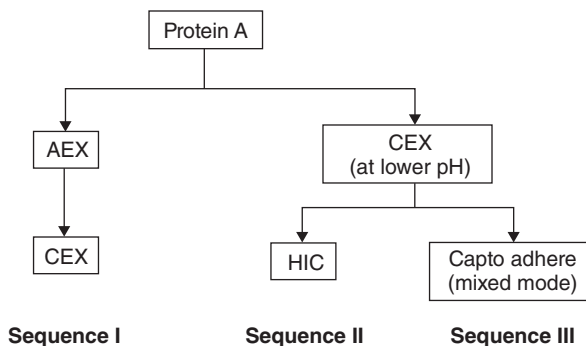 Protein A
AEX
CEX
(at lower pH)
CEX
HIC
Capto adhere
(mixed mode)
Sequence I
Sequence II
Sequence III